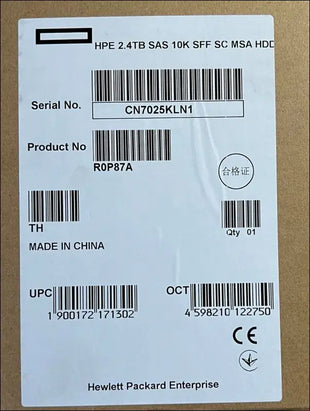 HPE 2.4TB SAS 10K SFF SC MSA HDD
Serial No.
CN7025KLN1
Product No
R0P87A
合格证
TH
Qty 01
MADE IN CHINA
UPC
1 900172 171302
OCT
4 598210 122750
CE
Hewlett Packard Enterprise